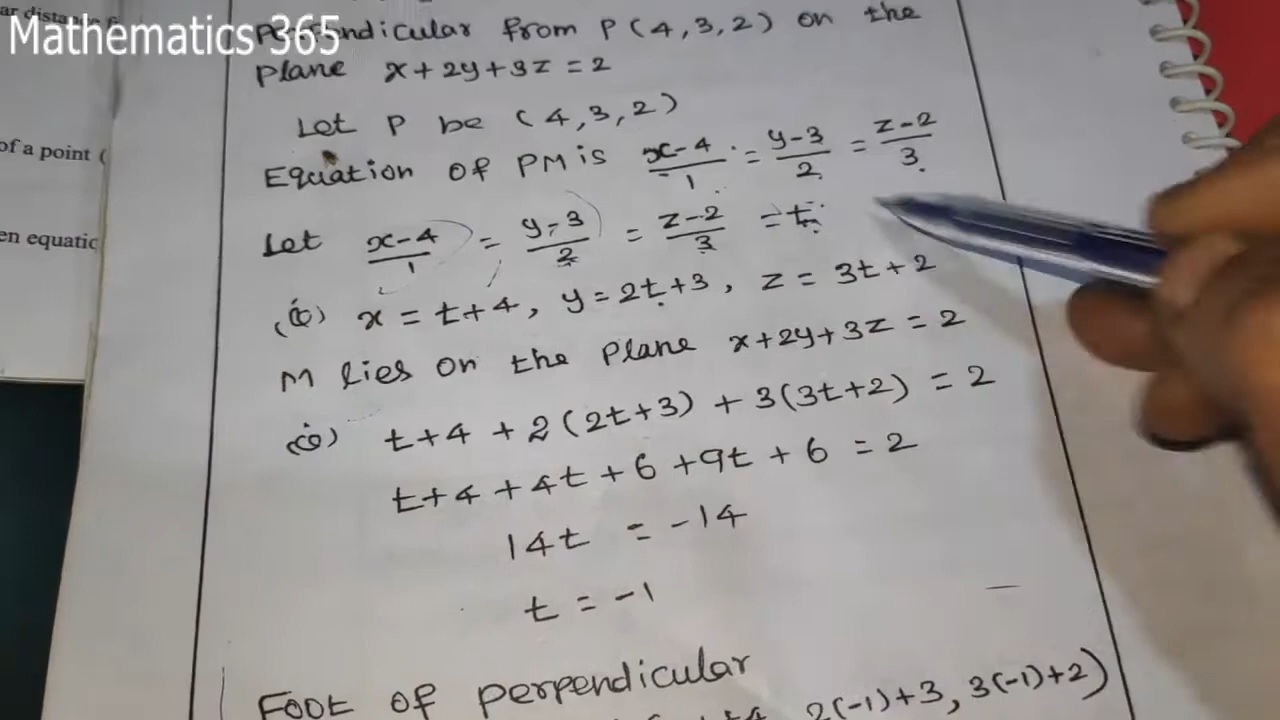 Mathematics 365
Perpendicular from P(4,3,2) on the
plane x+2y+3z=2
Let P be (4,3,2)
Equation of PM is x-4/1 = y-3/2 = z-2/3
Let x-4/1 = y-3/2 = z-2/3 = t
(i) x = t+4, y = 2t+3, z = 3t+2
M lies on the plane x+2y+3z = 2
(i) t+4+2(2t+3)+3(3t+2) = 2
t+4+4t+6+9t+6 = 2
14t = -14
t = -1
Foot of perpendicular
2(-1)+3, 3(-1)+2)
of a point (
en equatic